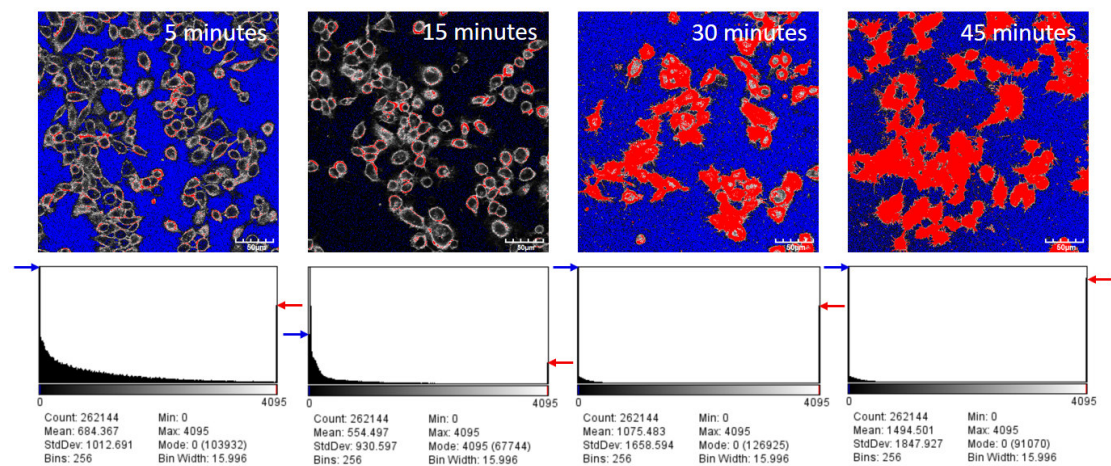 5 minutes
15 minutes
30 minutes
45 minutes
50μm
50μm
50μm
50μm
0
4095
0
4095
0
4095
0
4095
Count: 262144
Min: 0
Mean: 684.367
Max: 4095
StdDev: 1012.691
Mode: 0 (103932)
Bins: 256
Bin Width: 15.996
Count: 262144
Min: 0
Mean: 554.497
Max: 4095
StdDev: 930.597
Mode: 4095 (67744)
Bins: 256
Bin Width: 15.996
Count: 262144
Min: 0
Mean: 1075.483
Max: 4095
StdDev: 1658.594
Mode: 0 (126925)
Bins: 256
Bin Width: 15.996
Count: 262144
Min: 0
Mean: 1494.501
Max: 4095
StdDev: 1847.927
Mode: 0 (91070)
Bins: 256
Bin Width: 15.996